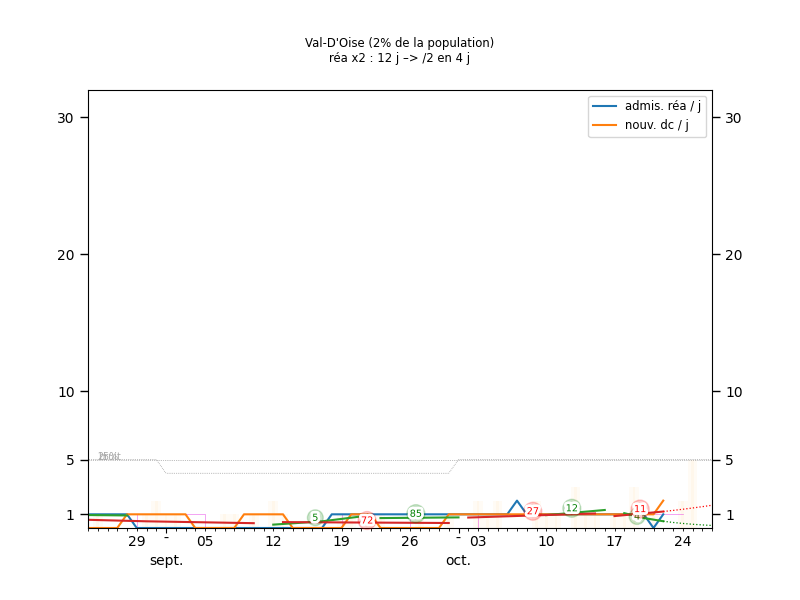 Val-D'Oise (2% de la population)
réa x2 : 12 j –> /2 en 4 j
admis. réa / j
nouv. dc / j
30 30
20 20
10 10
5 5
1 1
5 72 85 27 12 11
29 - 05 12 19 26 - 03 10 17 24
sept. oct.